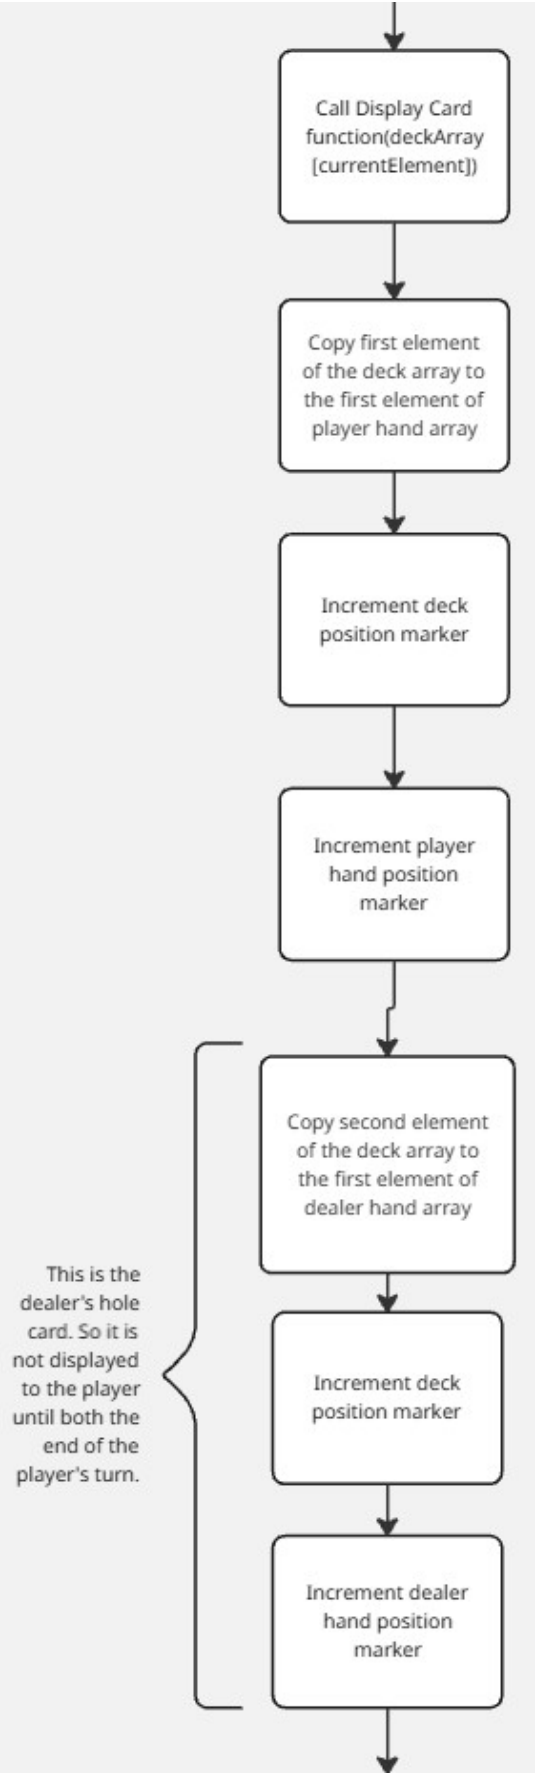 Call Display Card
function(deckArray
[currentElement])
Copy first element
of the deck array to
the first element of
player hand array
Increment deck
position marker
Increment player
hand position
marker
Copy second element
of the deck array to
the first element of
dealer hand array
This is the
dealer's hole
card. So it is
not displayed
to the player
until both the
end of the
player's turn.
Increment deck
position marker
Increment dealer
hand position
marker